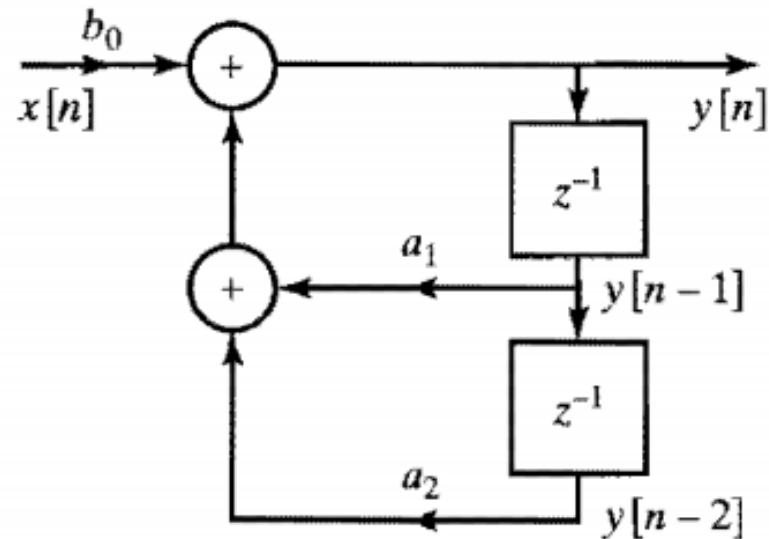 b₀
+
x[n]
y[n]
z⁻¹
a₁
+
y[n − 1]
z⁻¹
a₂
y[n − 2]